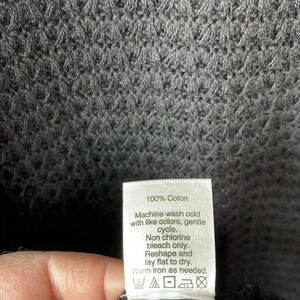 100% Coton
Machine wash cold
with like colors, gentle
cycle.
Non chlorine
bleach only.
Reshape and
lay flat to dry.
Warm iron as needed.